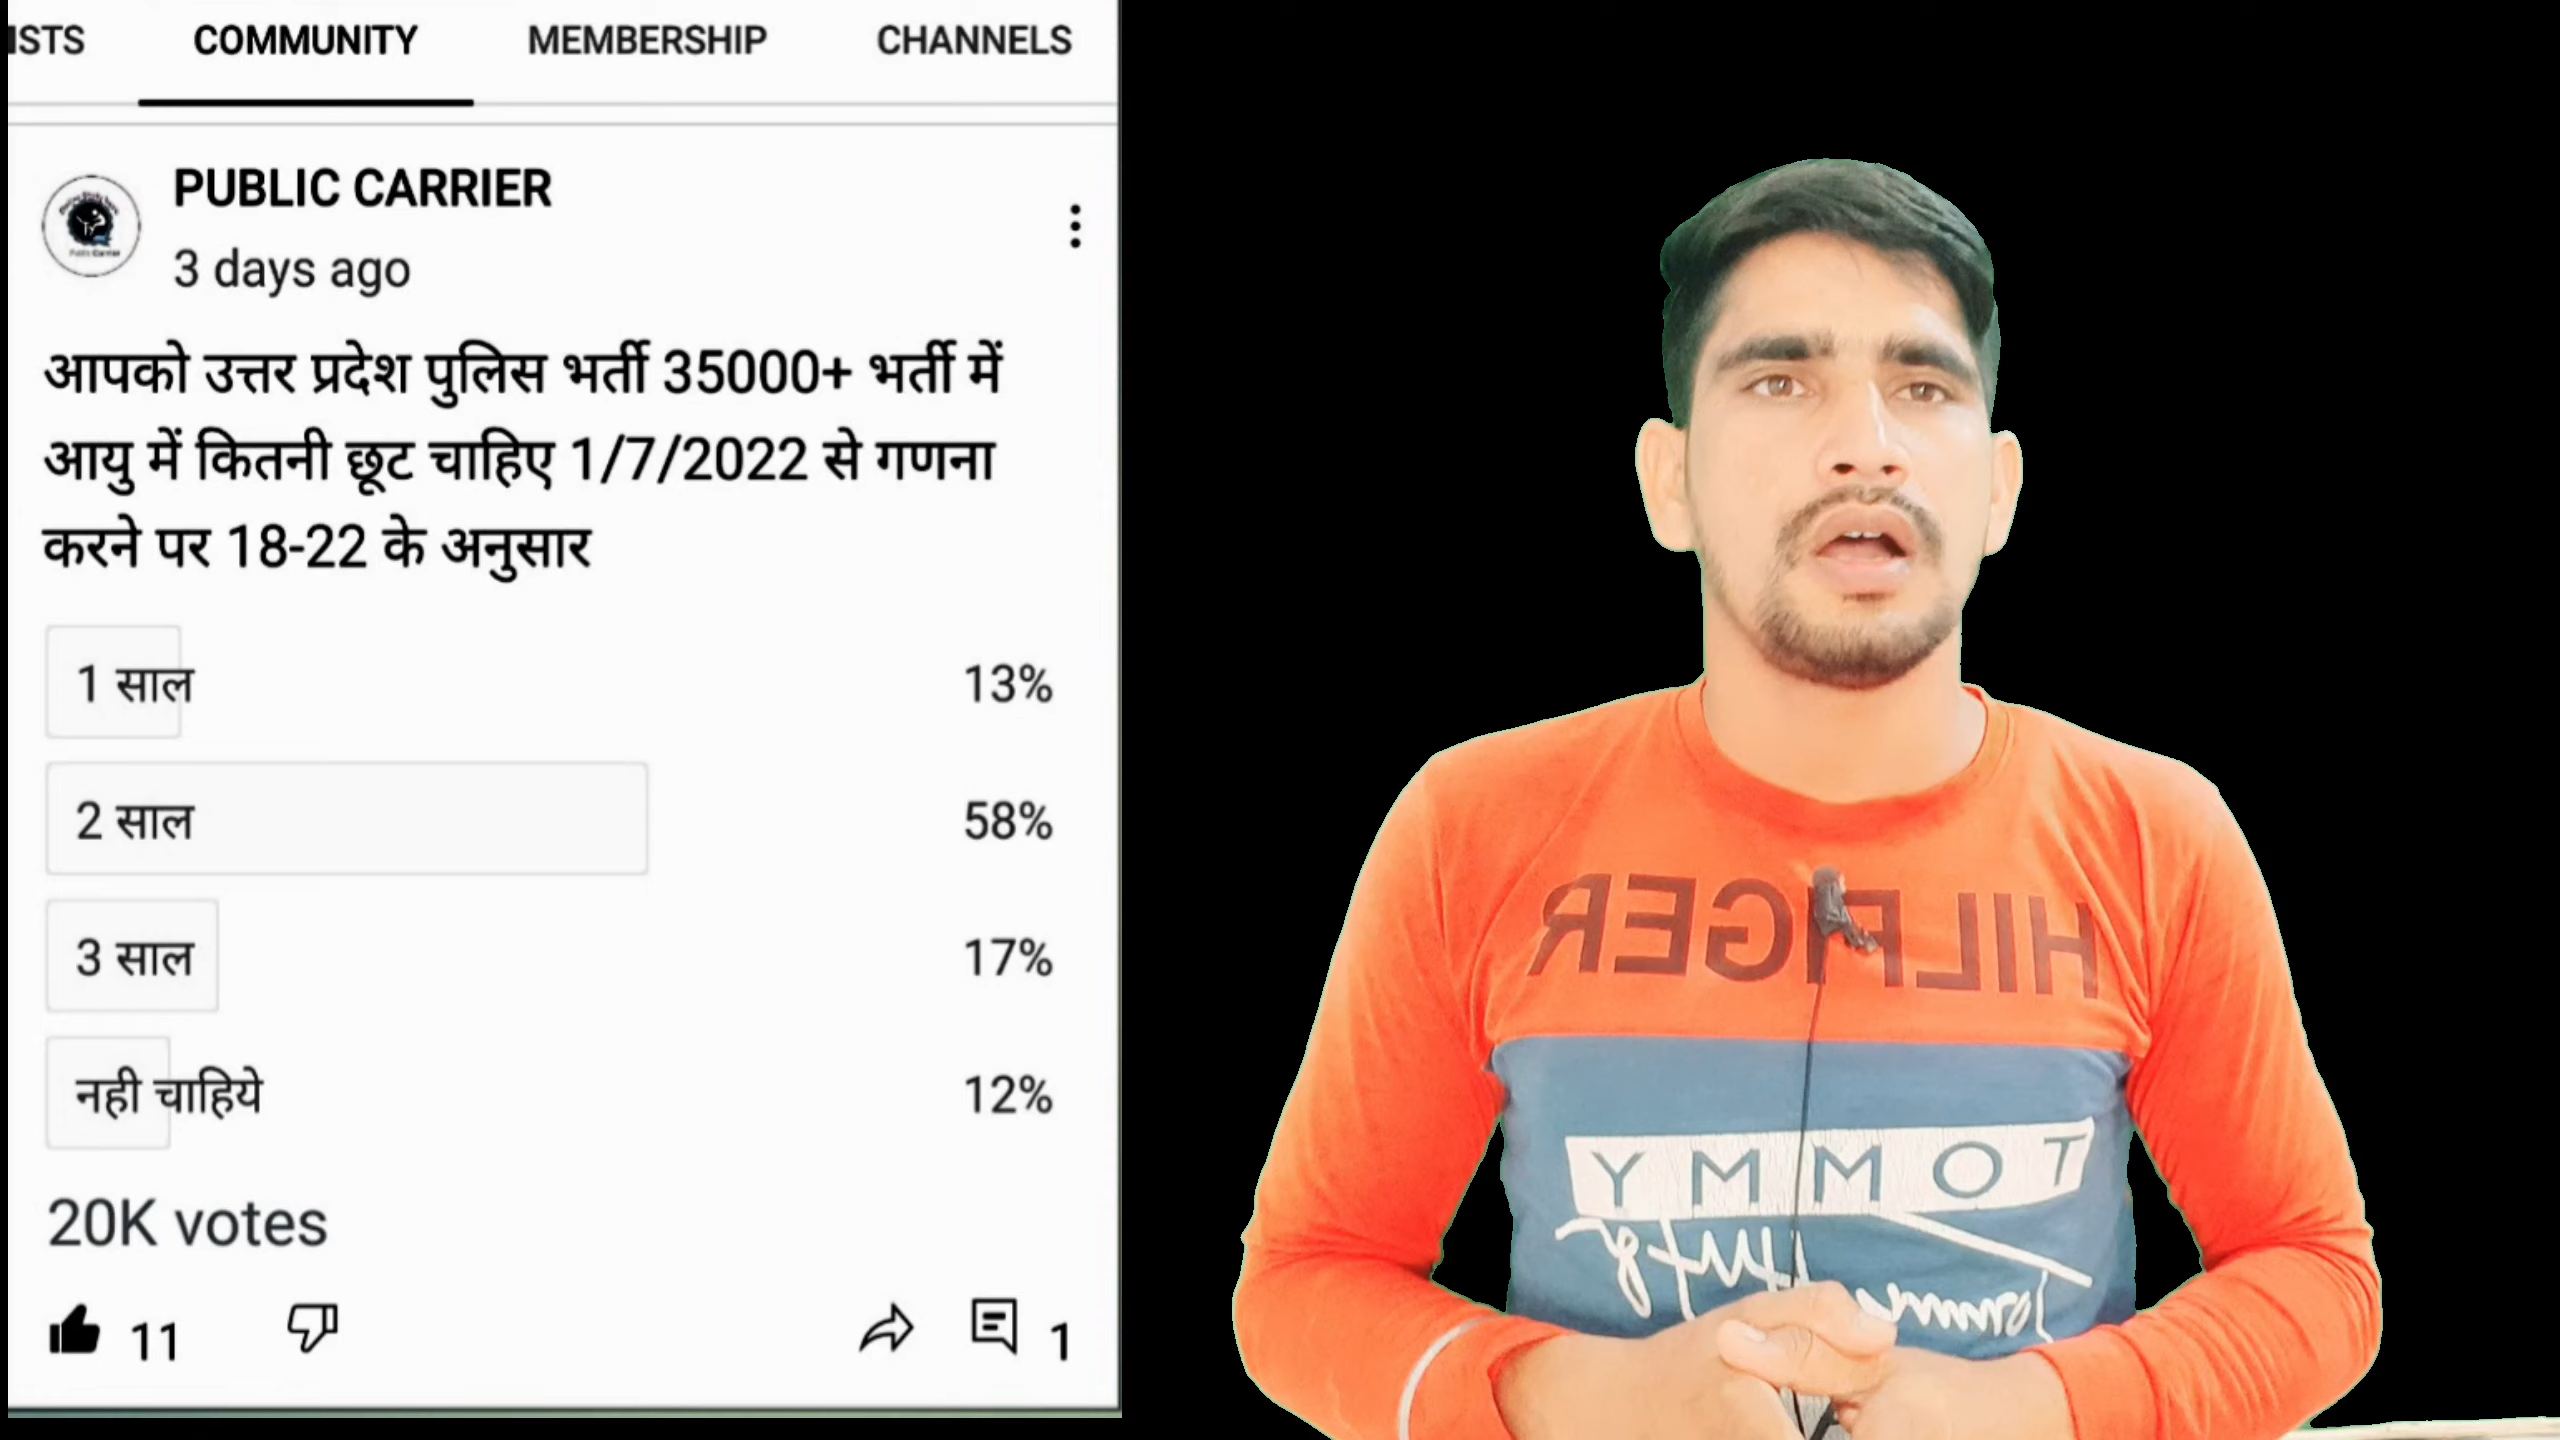 ISTS COMMUNITY MEMBERSHIP CHANNELS
PUBLIC CARRIER
3 days ago
आपको उत्तर प्रदेश पुलिस भर्ती 35000+ भर्ती में
आयु में कितनी छूट चाहिए 1/7/2022 से गणना
करने पर 18-22 के अनुसार
1 साल 13%
2 साल 58%
3 साल 17%
नही चाहिये 12%
20K votes
11 1
HILFIGER
TOMMY